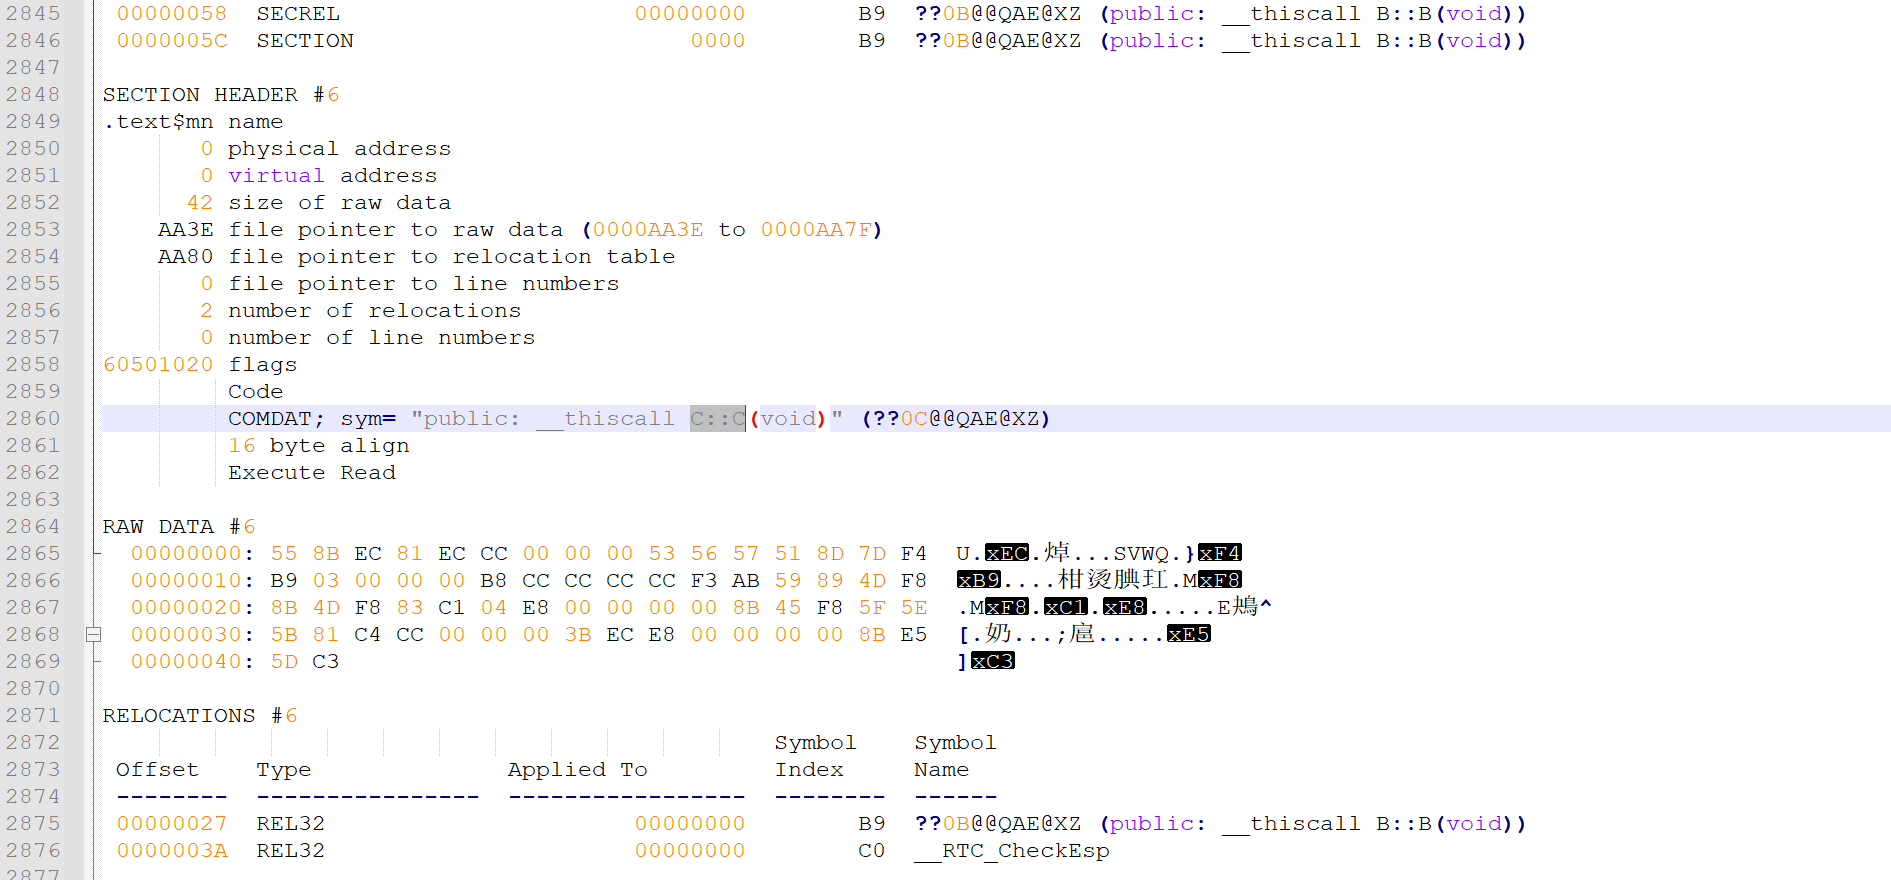 2845 00000058 SECREL 00000000 B9 ??0B@@QAE@XZ (public: __thiscall B::B(void))
2846 0000005C SECTION 0000 B9 ??0B@@QAE@XZ (public: __thiscall B::B(void))
2847
2848 SECTION HEADER #6
2849 .text$mn name
2850 0 physical address
2851 0 virtual address
2852 42 size of raw data
2853 AA3E file pointer to raw data (0000AA3E to 0000AA7F)
2854 AA80 file pointer to relocation table
2855 0 file pointer to line numbers
2856 2 number of relocations
2857 0 number of line numbers
2858 60501020 flags
2859 Code
2860 COMDAT; sym= "public: __thiscall C::C(void)" (??0C@@QAE@XZ)
2861 16 byte align
2862 Execute Read
2863
2864 RAW DATA #6
2865 00000000: 55 8B EC 81 EC CC 00 00 00 53 56 57 51 8D 7D F4 U.xEC.焯...SVWQ.}xF4
2866 00000010: B9 03 00 00 00 B8 CC CC CC CC F3 AB 59 89 4D F8 xB9....柑烫腆玒.MxF8
2867 00000020: 8B 4D F8 83 C1 04 E8 00 00 00 00 8B 45 F8 5F 5E .MxF8.xC1.xE8.....E鳩^
2868 00000030: 5B 81 C4 CC 00 00 00 3B EC E8 00 00 00 00 8B E5 [.奶...;扈.....xE5
2869 00000040: 5D C3 ]xC3
2870
2871 RELOCATIONS #6
2872 Symbol Symbol
2873 Offset Type Applied To Index Name
2874 -------- ---------------- ----------------- -------- ------
2875 00000027 REL32 00000000 B9 ??0B@@QAE@XZ (public: __thiscall B::B(void))
2876 0000003A REL32 00000000 C0 __RTC_CheckEsp
2877